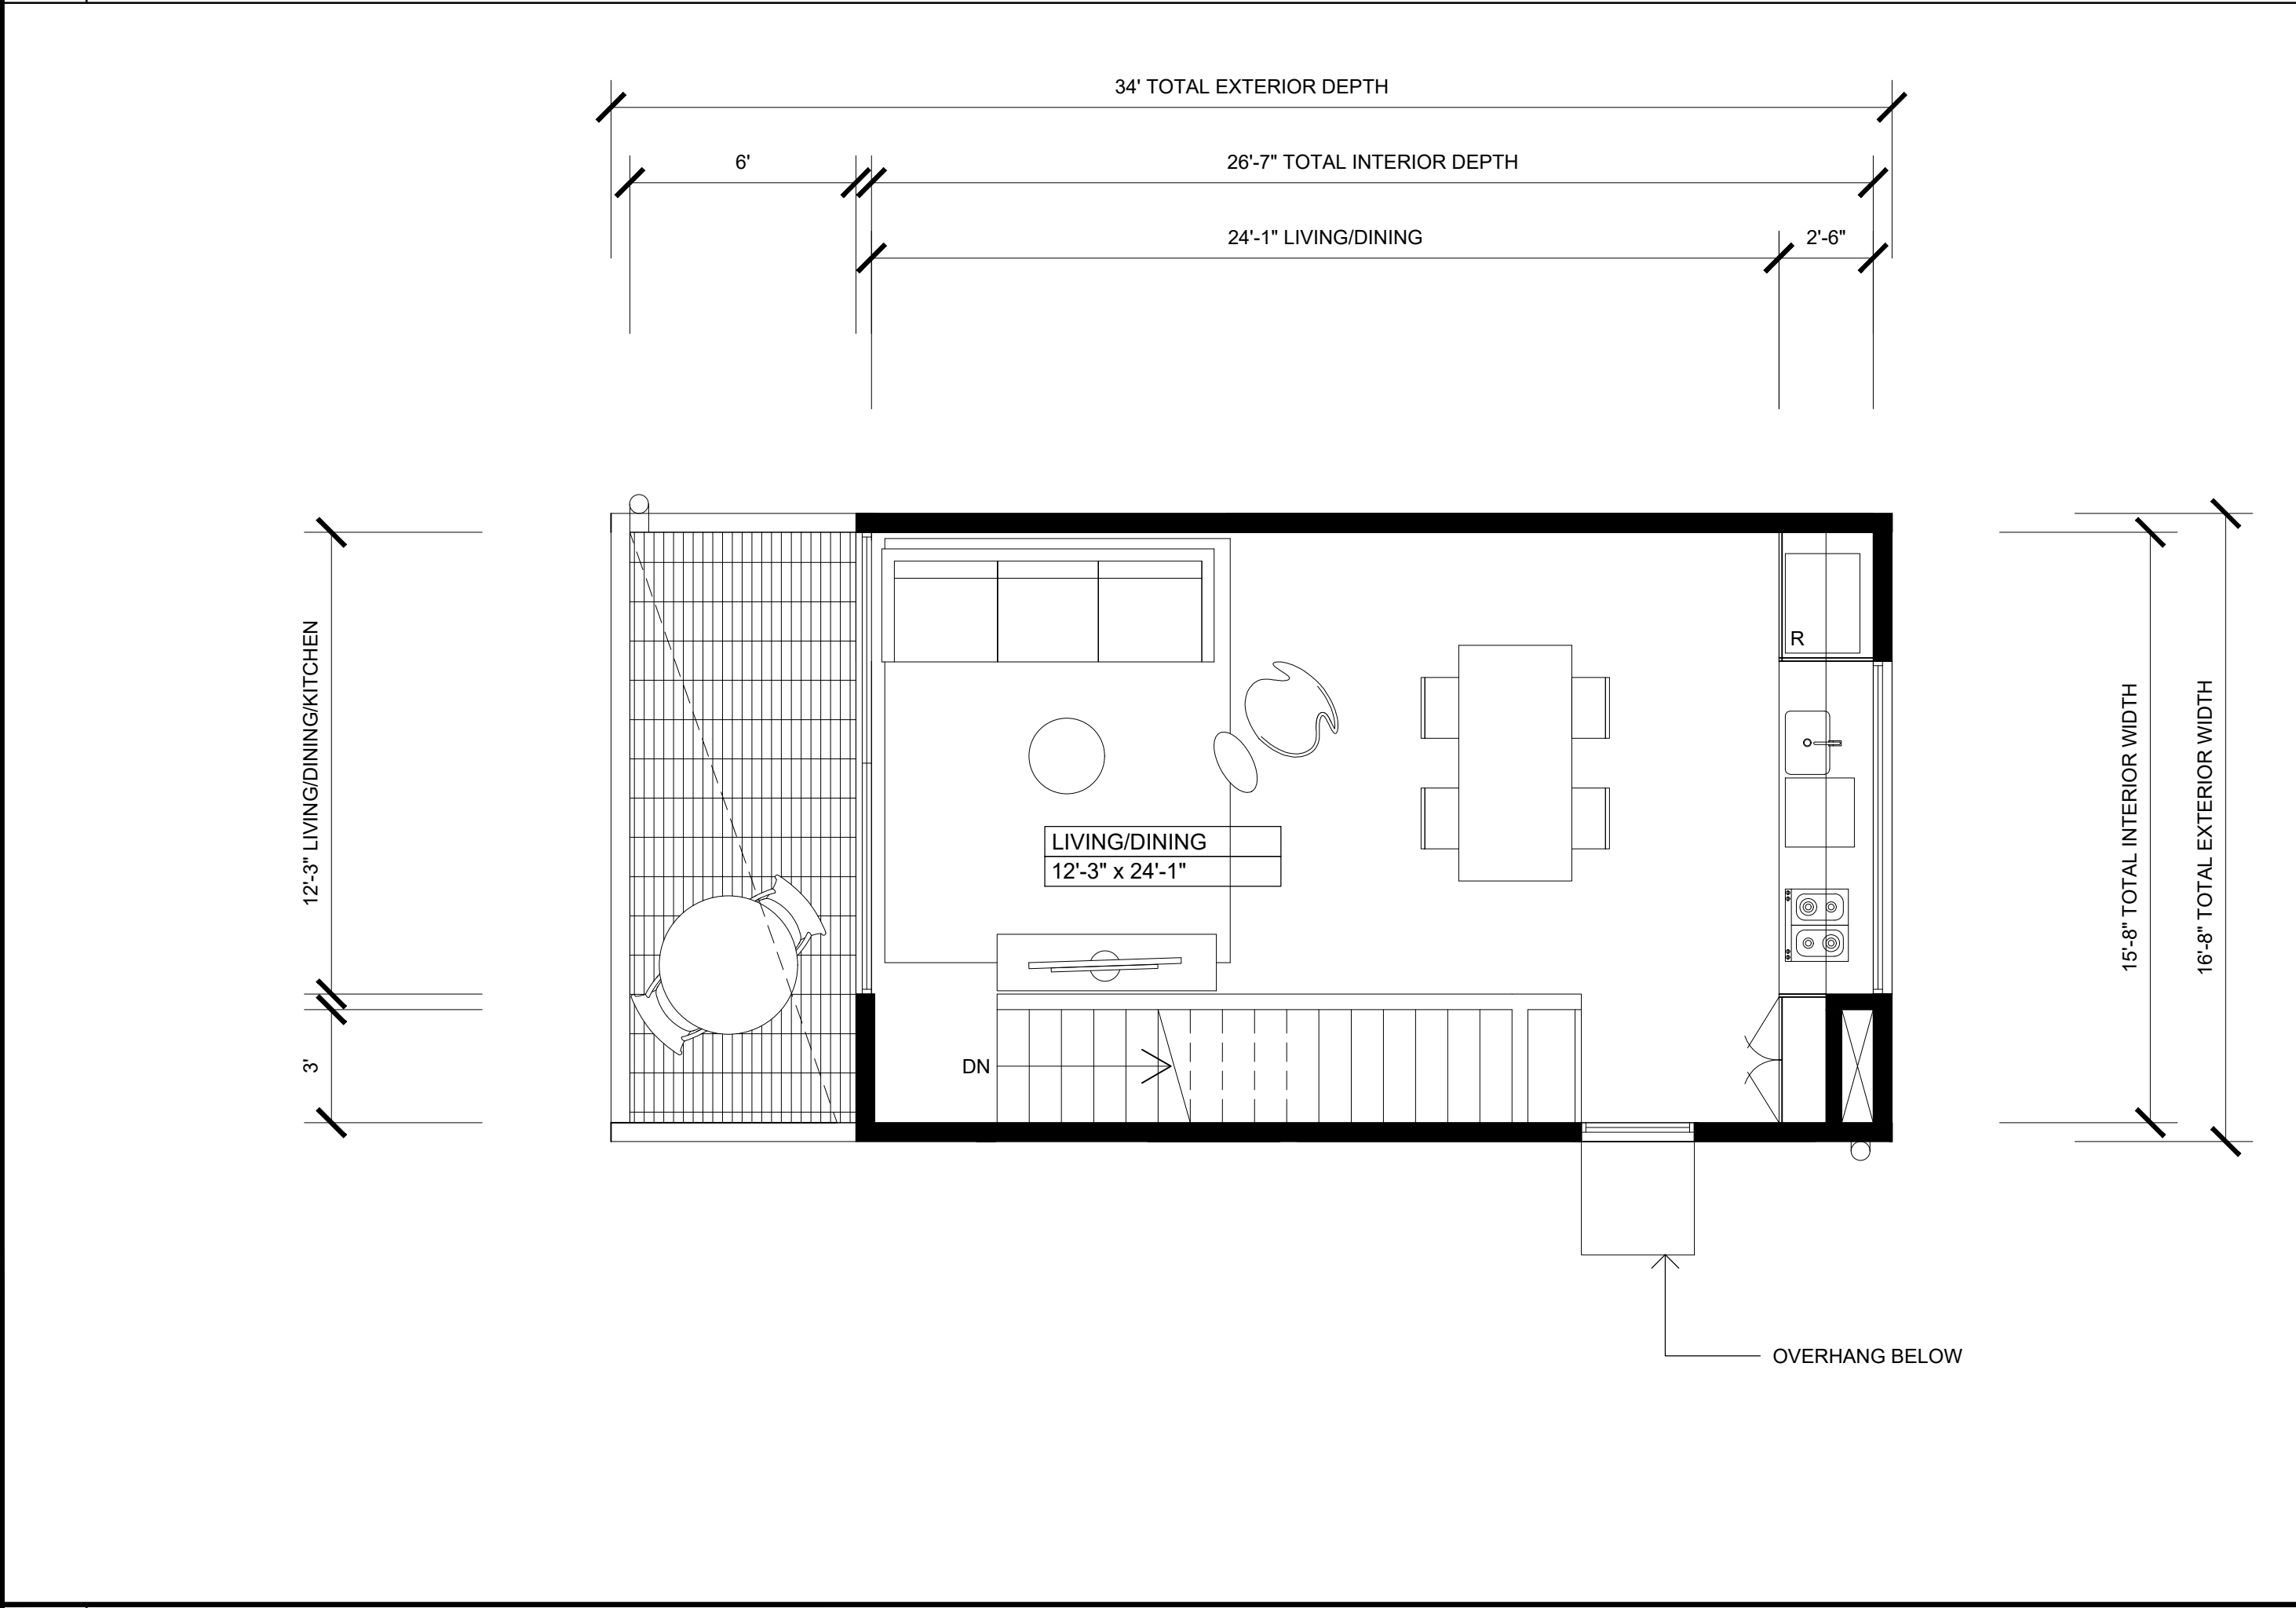 34' TOTAL EXTERIOR DEPTH
6'
26'-7" TOTAL INTERIOR DEPTH
24'-1" LIVING/DINING
2'-6"
12'-3" LIVING/DINING/KITCHEN
3'
R
LIVING/DINING
12'-3" x 24'-1"
DN
15'-8" TOTAL INTERIOR WIDTH
16'-8" TOTAL EXTERIOR WIDTH
OVERHANG BELOW